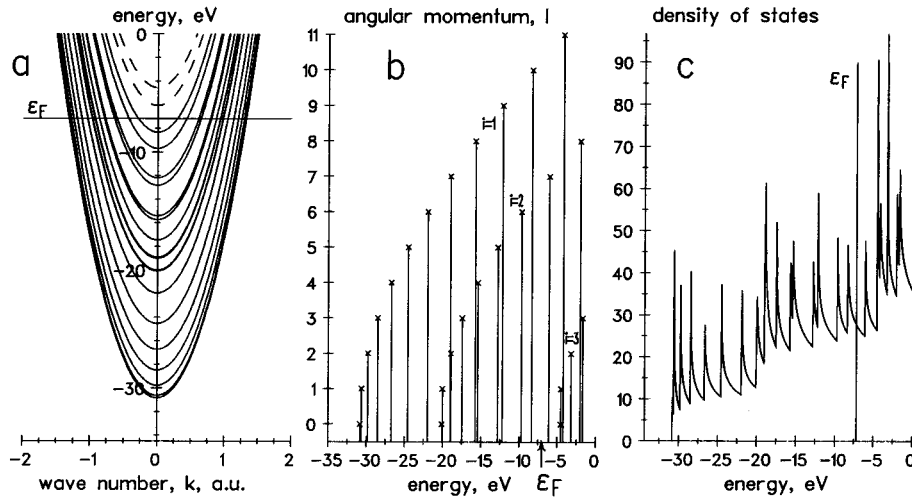 energy, eV
a
0
εF
−10
−20
−30
−2 −1 0 1 2
wave number, k, a.u.
angular momentum, l
b
11
10
9
8
7
6
5
4
3
2
1
0
i=1
i=2
i=3
−35 −30 −25 −20 −15 −10 −5 0
energy, eV εF
density of states
c
εF
90
80
70
60
50
40
30
20
10
0
−30 −25 −20 −15 −10 −5 0
energy, eV